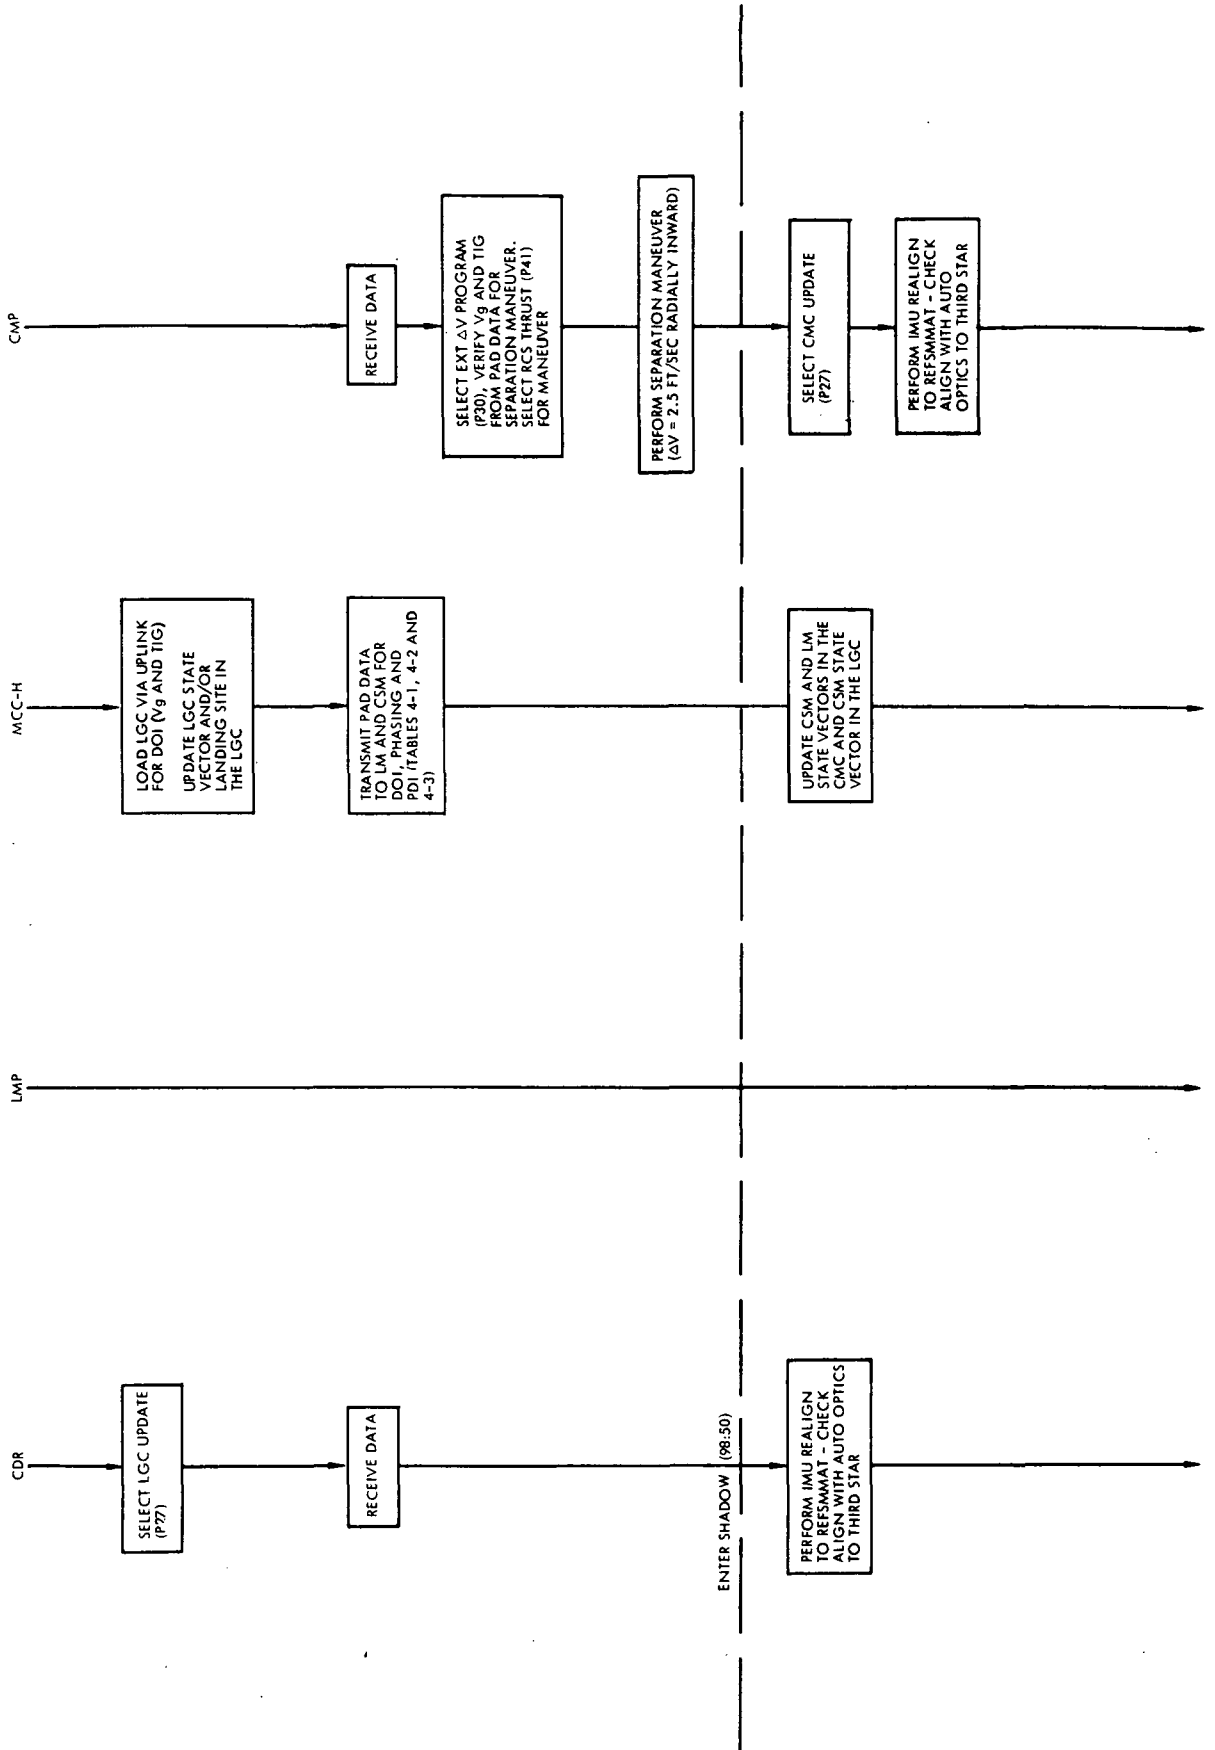 CDR
LMP
MCC-H
CMP
SELECT LGC UPDATE
(P27)
LOAD LGC VIA UPLINK
FOR DOI (Vg AND TIG)
UPDATE LGC STATE
VECTOR AND/OR
LANDING SITE IN
THE LGC
RECEIVE DATA
TRANSMIT PAD DATA
TO LM AND CSM FOR
DOI, PHASING AND
PDI (TABLES 4-1, 4-2 AND
4-3)
RECEIVE DATA
SELECT EXT ΔV PROGRAM
(P30), VERIFY Vg AND TIG
FROM PAD DATA FOR
SEPARATION MANEUVER.
SELECT RCS THRUST (P41)
FOR MANEUVER
PERFORM SEPARATION MANEUVER
(ΔV = 2.5 FT/SEC RADIALLY INWARD)
ENTER SHADOW (98:50)
PERFORM IMU REALIGN
TO REFSMMAT - CHECK
ALIGN WITH AUTO OPTICS
TO THIRD STAR
UPDATE CSM AND LM
STATE VECTORS IN THE
CMC AND CSM STATE
VECTOR IN THE LGC
SELECT CMC UPDATE
(P27)
PERFORM IMU REALIGN
TO REFSMMAT - CHECK
ALIGN WITH AUTO
OPTICS TO THIRD STAR